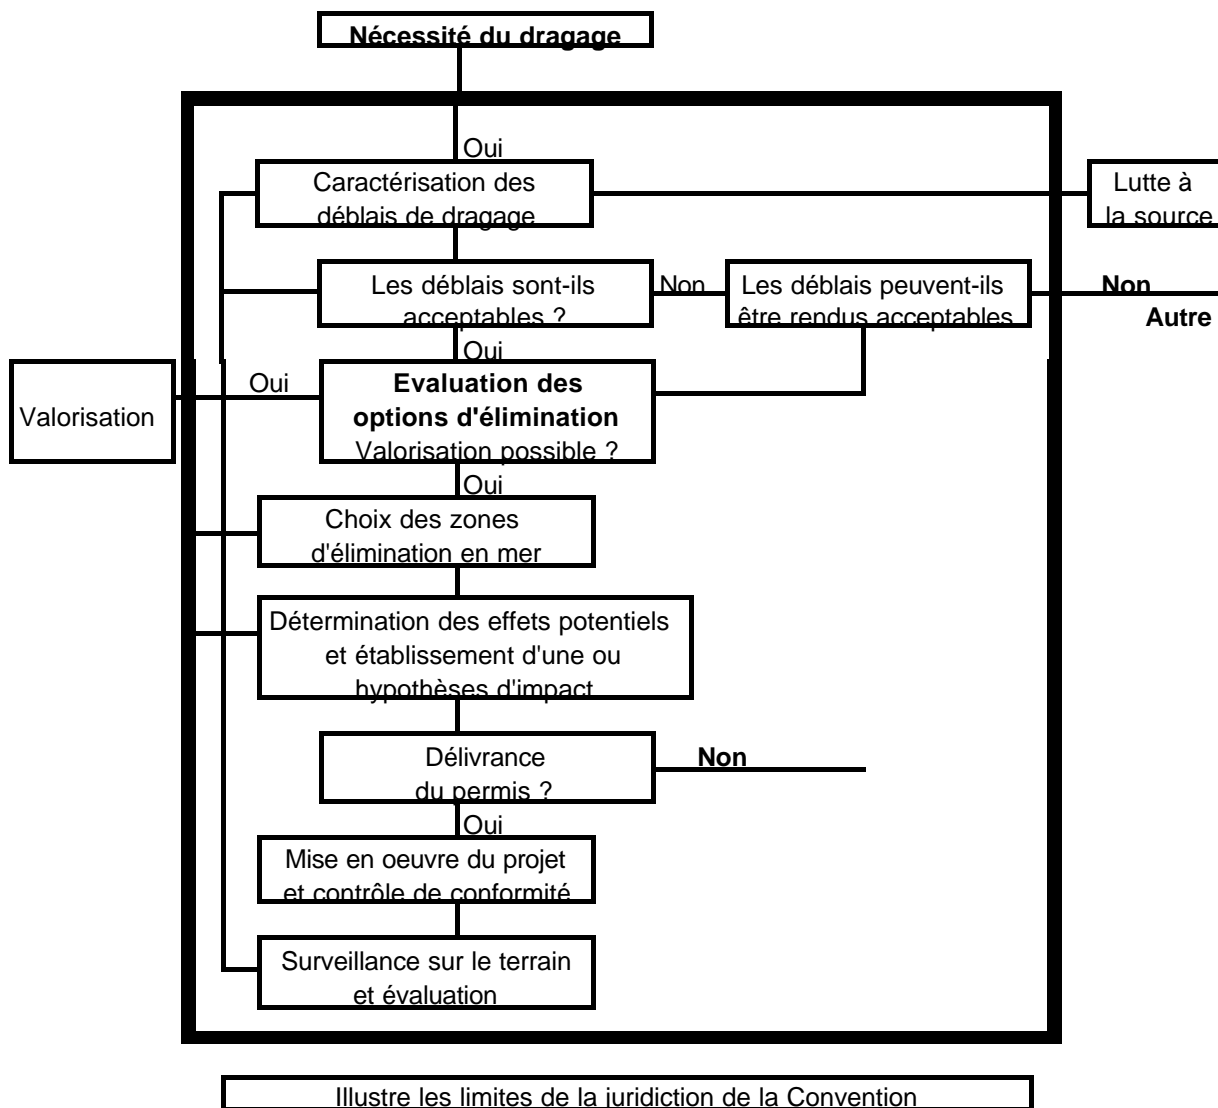 Nécessité du dragage
Oui
Caractérisation des
déblais de dragage
Lutte à
la source
Les déblais sont-ils
acceptables ?
Non
Les déblais peuvent-ils
être rendus acceptables
Non
Autre
Oui
Valorisation
Oui
Evaluation des
options d'élimination
Valorisation possible ?
Oui
Choix des zones
d'élimination en mer
Détermination des effets potentiels
et établissement d'une ou
hypothèses d'impact
Délivrance
du permis ?
Non
Oui
Mise en oeuvre du projet
et contrôle de conformité
Surveillance sur le terrain
et évaluation
Illustre les limites de la juridiction de la Convention